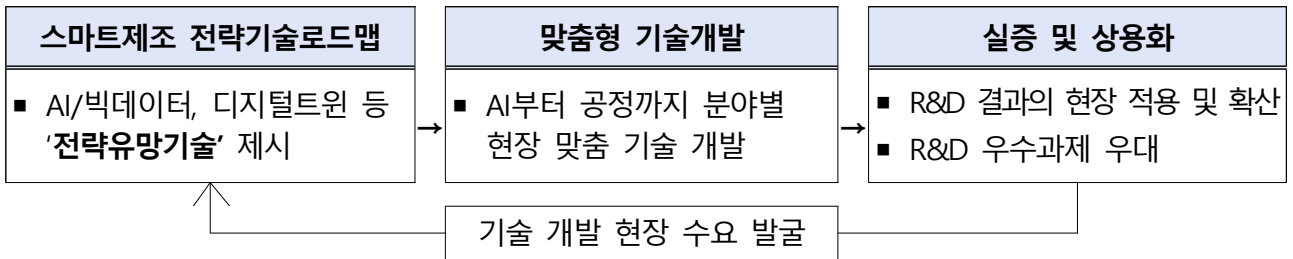 스마트제조 전략기술로드맵
■ AI/빅데이터, 디지털트윈 등
'전략유망기술' 제시
→
맞춤형 기술개발
■ AI부터 공정까지 분야별
현장 맞춤 기술 개발
→
실증 및 상용화
■ R&D 결과의 현장 적용 및 확산
■ R&D 우수과제 우대
기술 개발 현장 수요 발굴